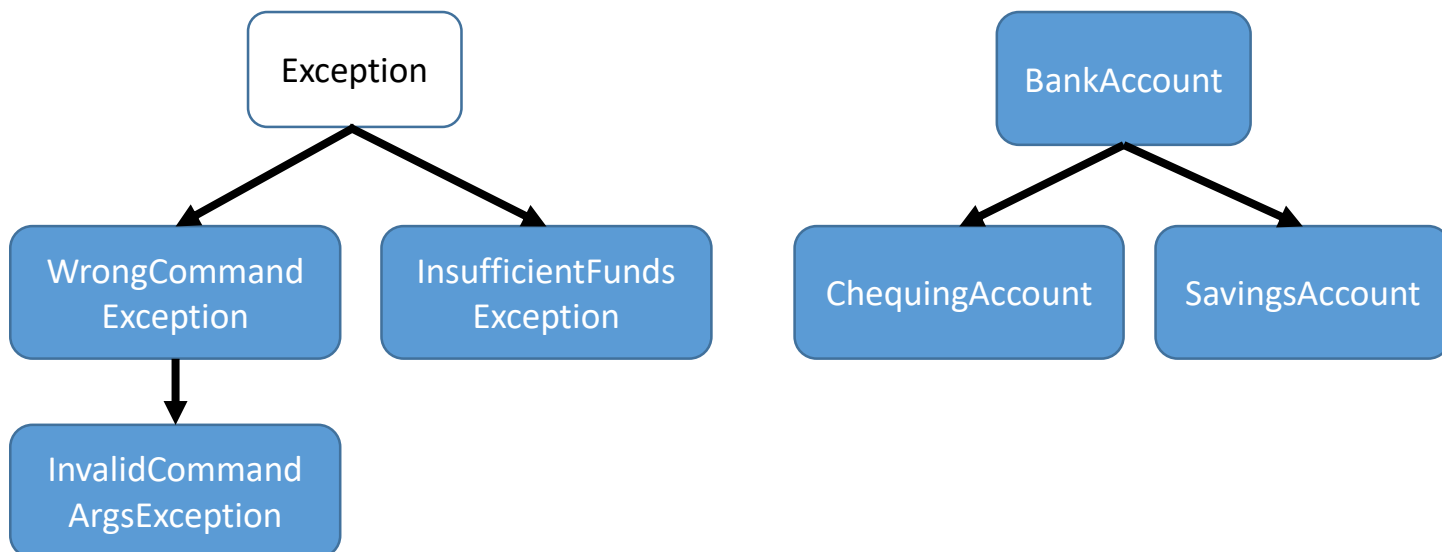 Exception
BankAccount
WrongCommand
Exception
InsufficientFunds
Exception
ChequingAccount
SavingsAccount
InvalidCommand
ArgsException